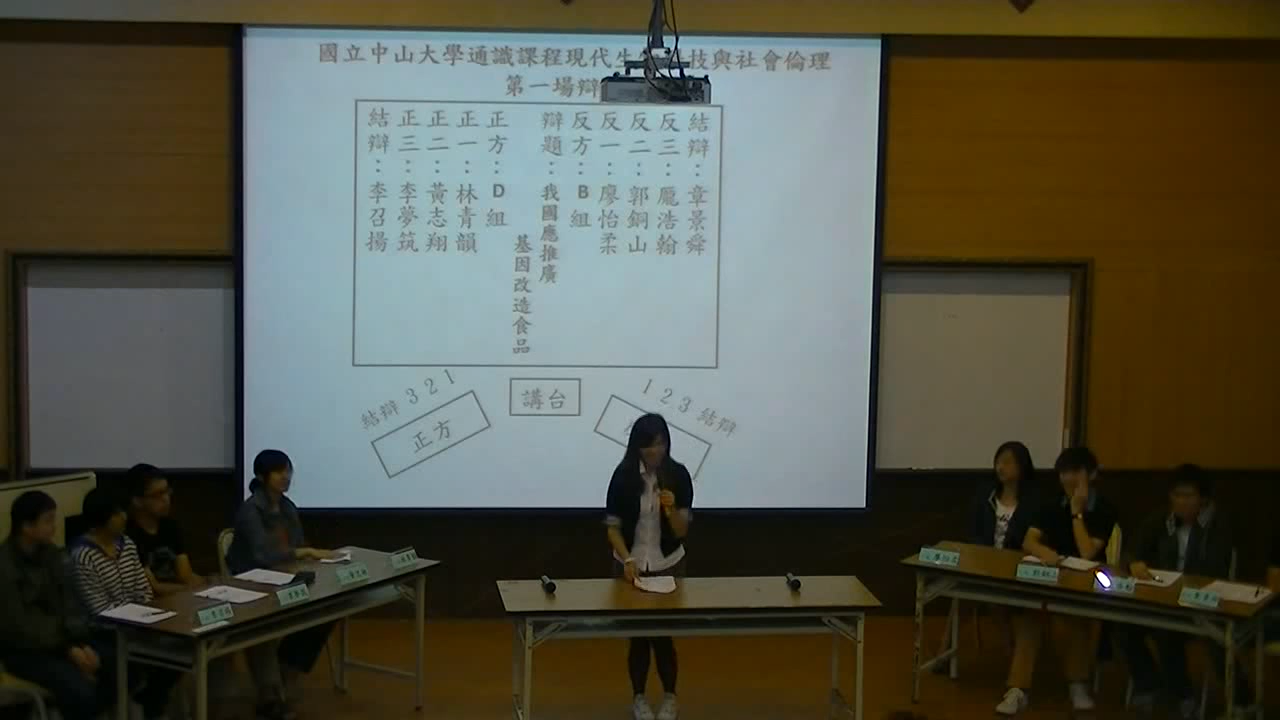 國立中山大學通識課程現代生技與社會倫理
第一場辯
結辯：章景舜
反三：龐浩翰
反二：郭銅山
反一：廖怡柔
反方：B組
辯題：我國應推廣
基因改造食品
正方：D組
正一：林青韻
正二：黃志翔
正三：李夢筑
結辯：李召揚
結辯 3 2 1
正方
講台
1 2 3 結辯